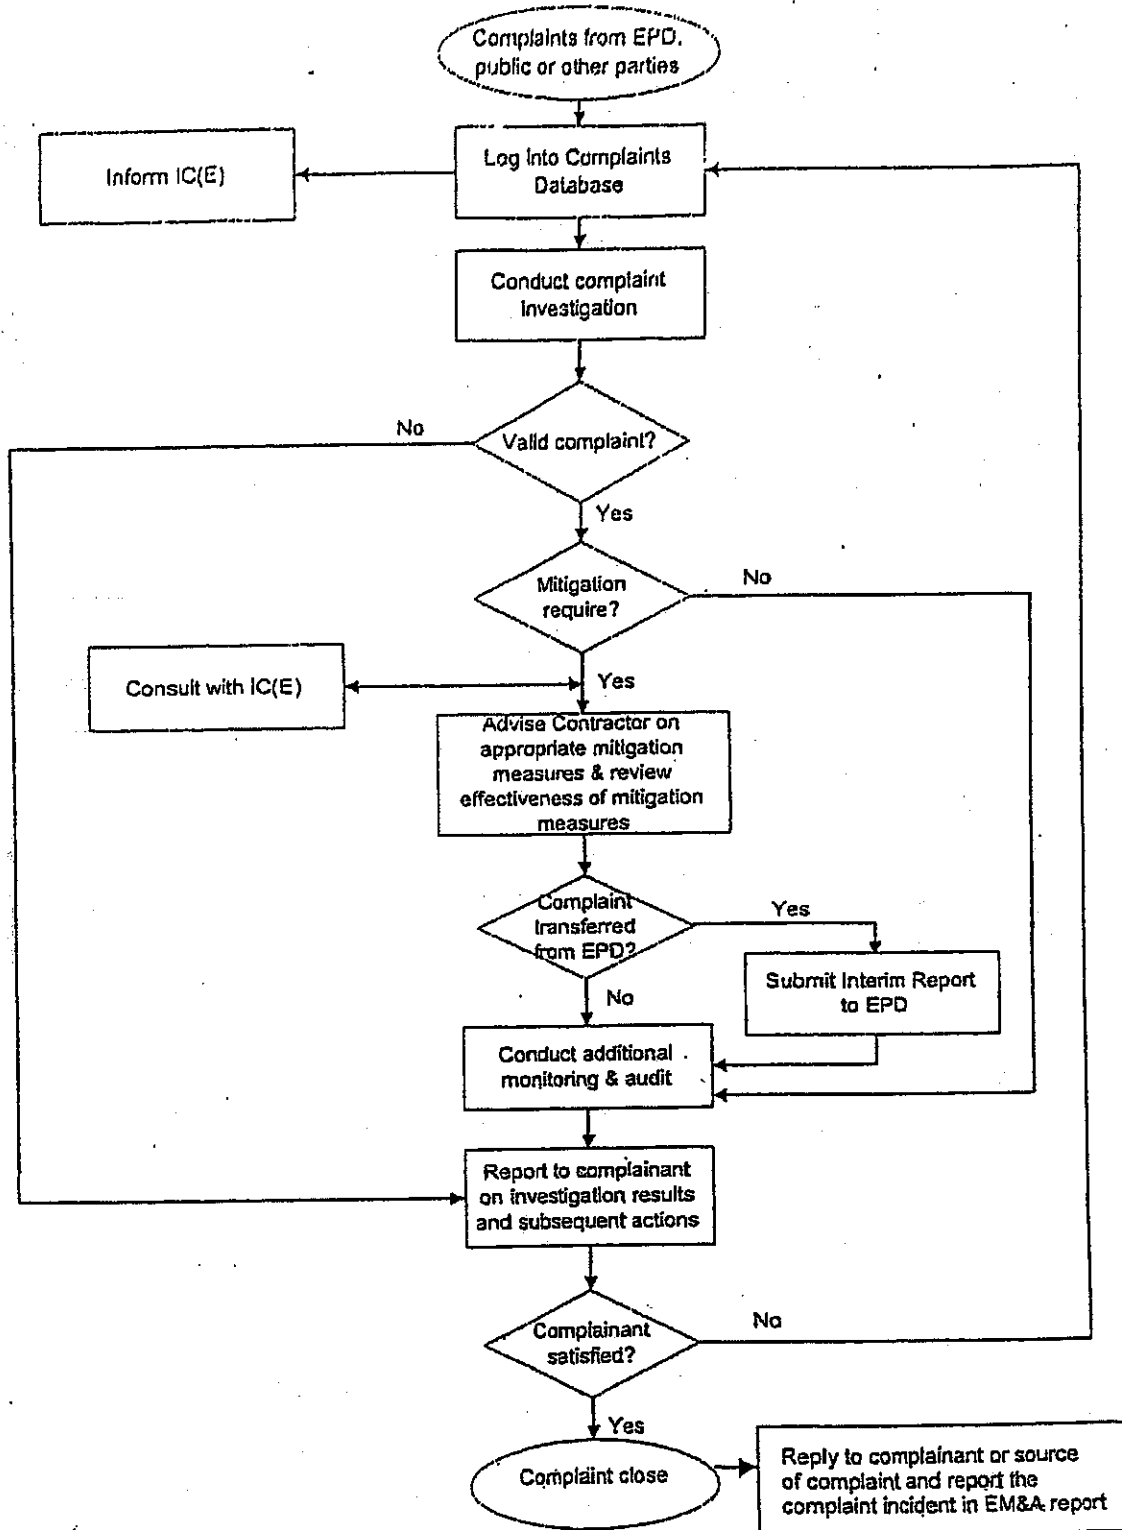 Complaints from EPD,
public or other parties
Inform IC(E)
Log Into Complaints
Database
Conduct complaint
Investigation
No
Valid complaint?
Yes
Mitigation
require?
No
Consult with IC(E)
Yes
Advise Contractor on
appropriate mitigation
measures & review
effectiveness of mitigation
measures
Complaint
transferred
from EPD?
Yes
Submit Interim Report
to EPD
No
Conduct additional
monitoring & audit
Report to complainant
on investigation results
and subsequent actions
Complainant
satisfied?
No
Yes
Complaint close
Reply to complainant or source
of complaint and report the
complaint incident in EM&A report